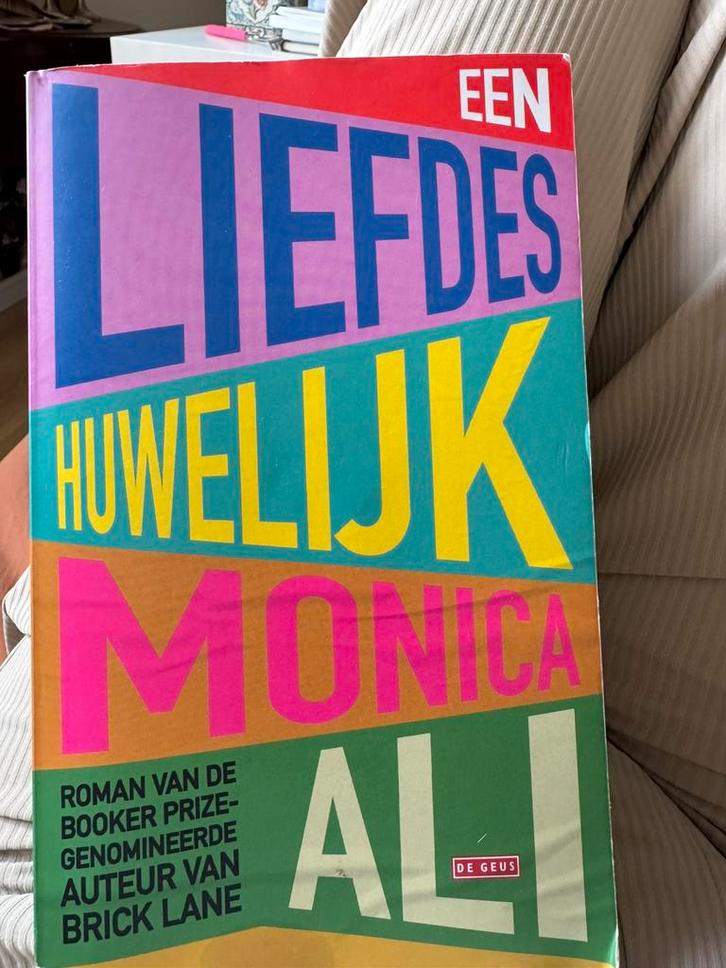 EEN
LIEFDES
HUWELIJK
MONICA
ALI
ROMAN VAN DE
BOOKER PRIZE-
GENOMINEERDE
AUTEUR VAN
BRICK LANE
DE GEUS